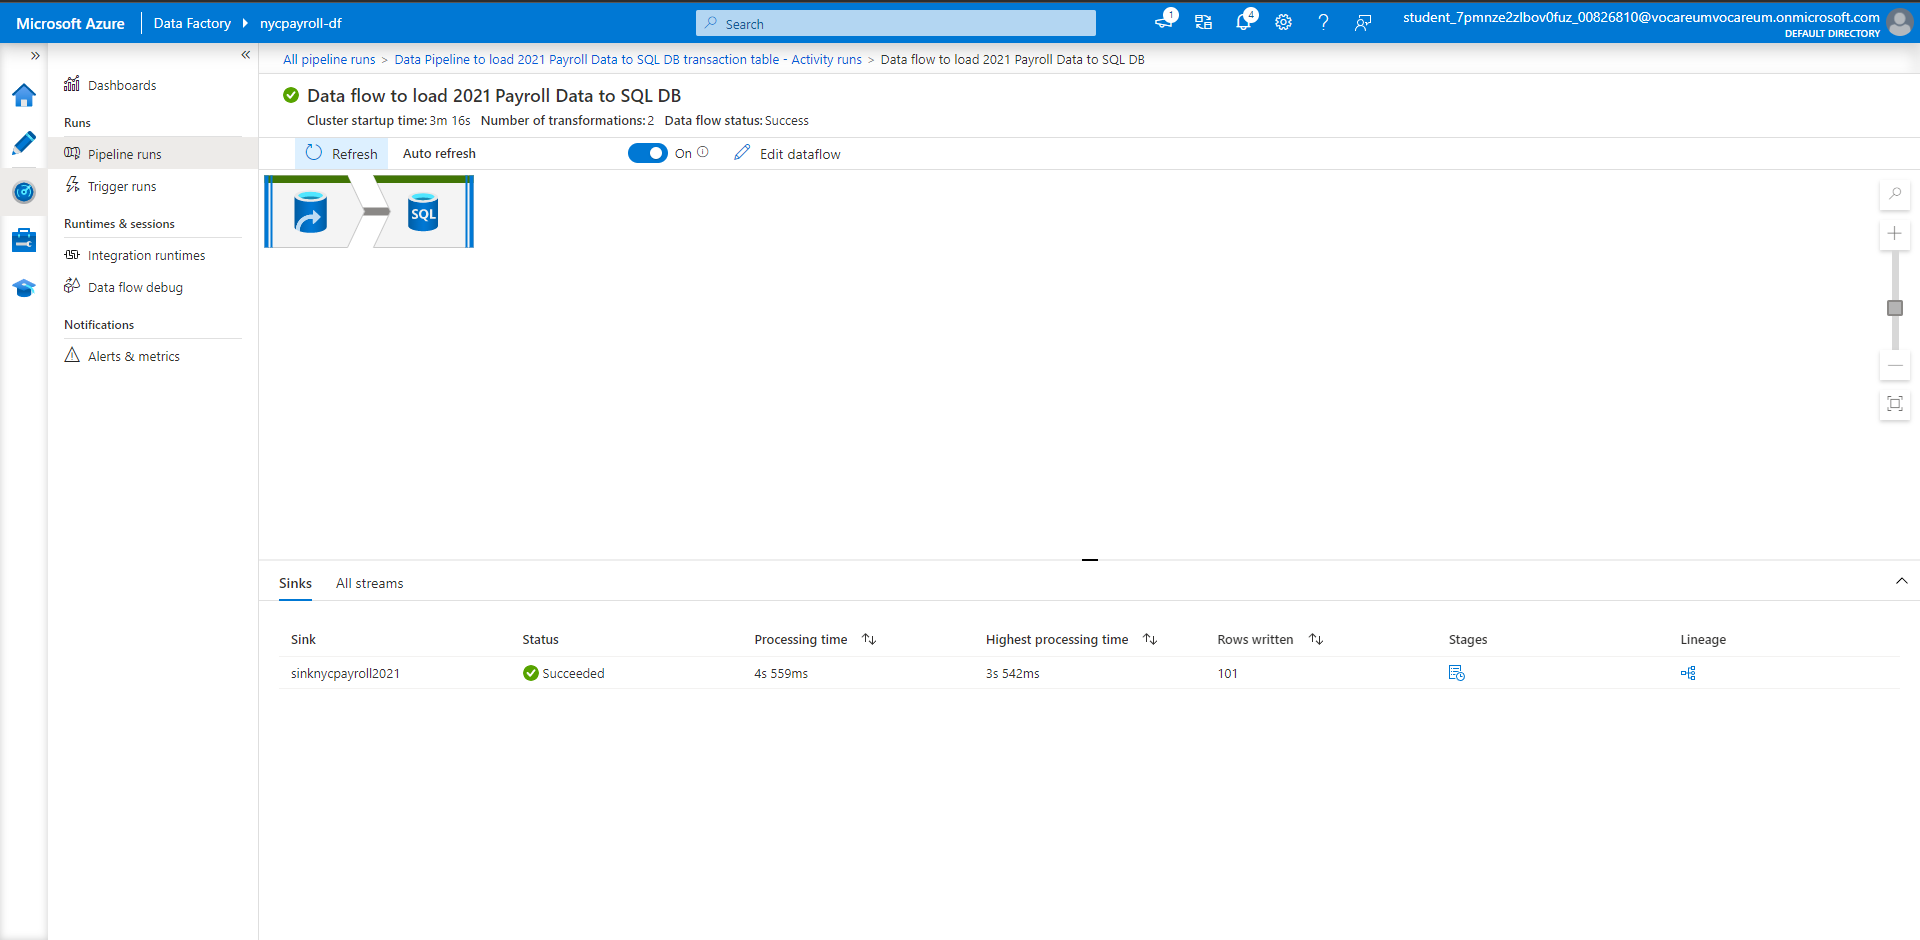 Microsoft Azure Data Factory nycpayroll-df Search 1 4 student_7pmnze2zlbov0fuz_00826810@vocareumvocareum.onmicrosoft.com
DEFAULT DIRECTORY
Dashboards
Runs
Pipeline runs
Trigger runs
Runtimes & sessions
Integration runtimes
Data flow debug
Notifications
Alerts & metrics
All pipeline runs > Data Pipeline to load 2021 Payroll Data to SQL DB transaction table - Activity runs > Data flow to load 2021 Payroll Data to SQL DB
Data flow to load 2021 Payroll Data to SQL DB
Cluster startup time: 3m 16s Number of transformations: 2 Data flow status: Success
Refresh Auto refresh On Edit dataflow
SQL
Sinks All streams
Sink Status Processing time Highest processing time Rows written Stages Lineage
sinknycpayroll2021 Succeeded 4s 559ms 3s 542ms 101